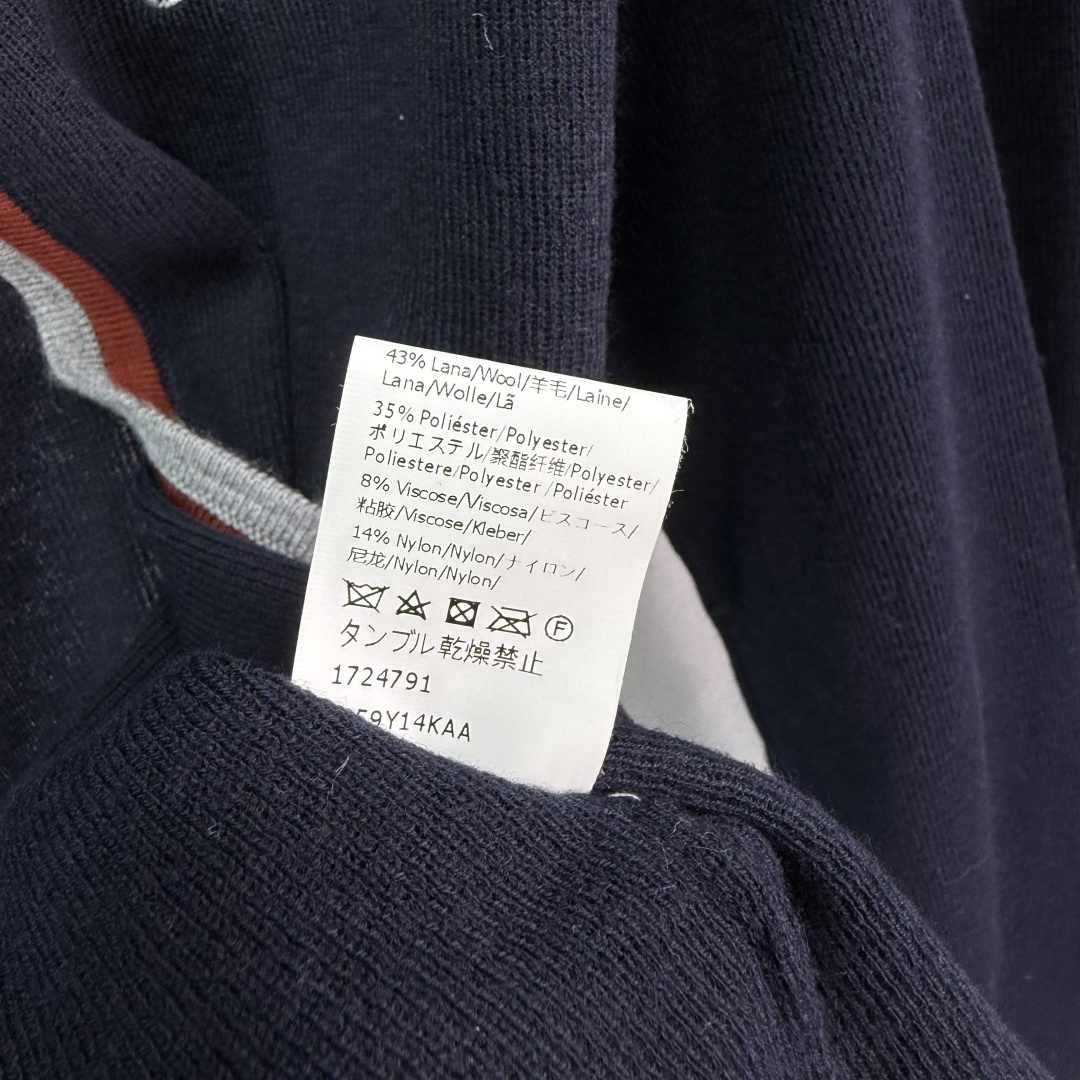 43% Lana/Wool/羊毛/Laine/
Lana/Wolle/Lã
35% Poliéster/Polyester/
ポリエステル/聚酯纤维/Polyester/
Poliestere/Polyester /Poliéster
8% Viscose/Viscosa/ビスコース/
粘胶/Viscose/Kleber/
14% Nylon/Nylon/ナイロン/
尼龙/Nylon/Nylon/
F
タンブル乾燥禁止
1724791